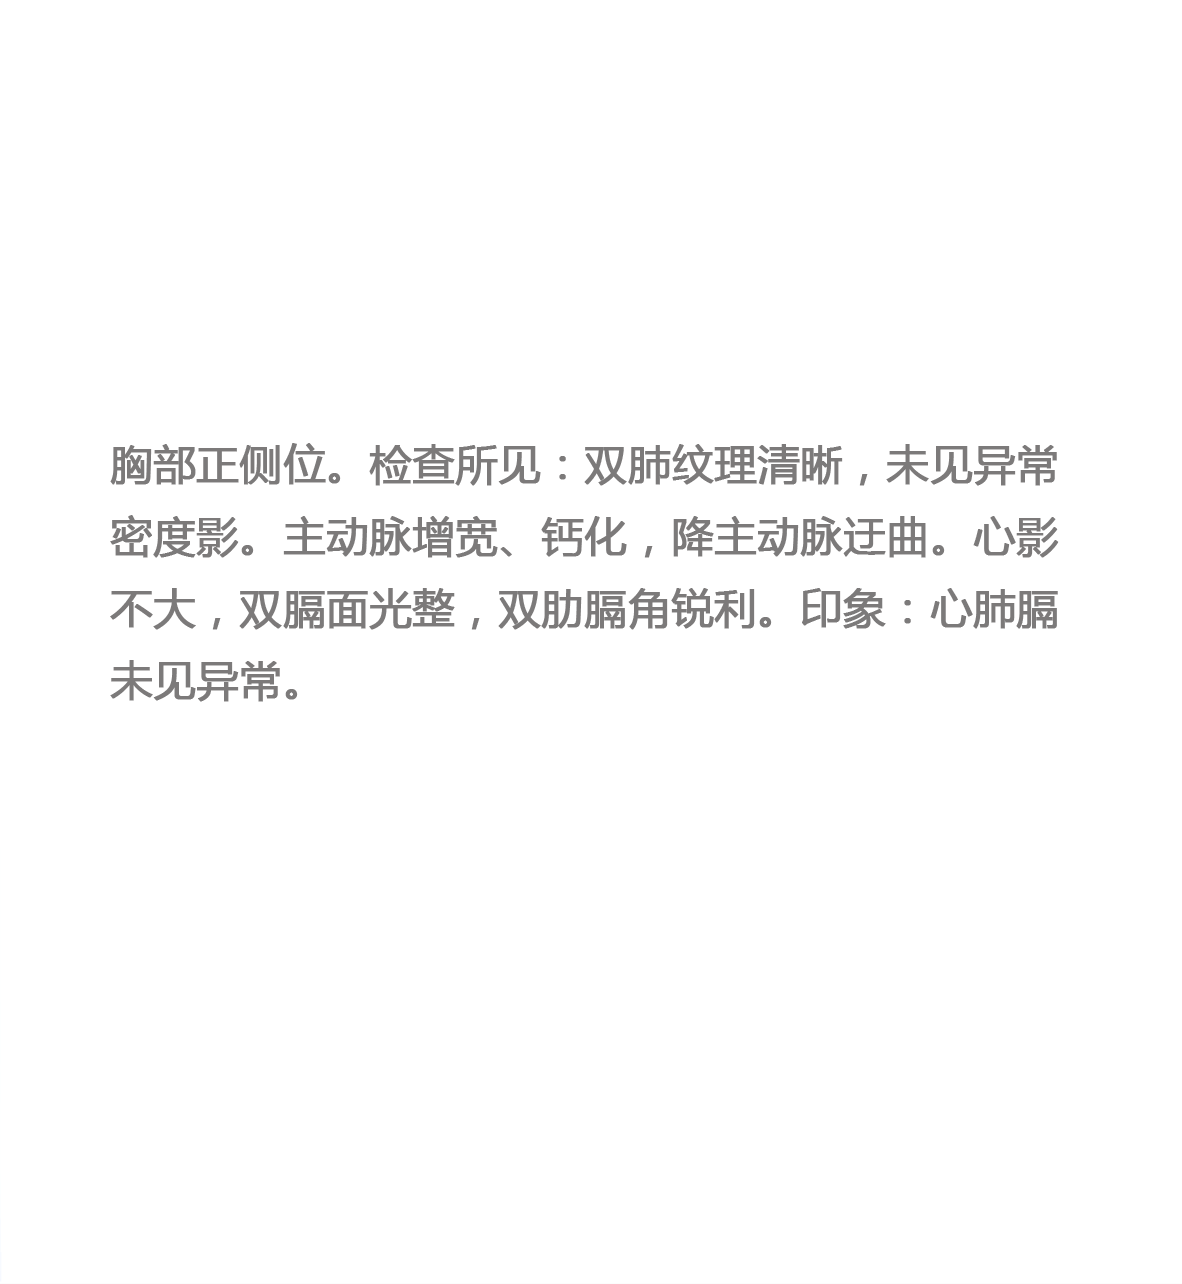 胸部正侧位。检查所见：双肺纹理清晰，未见异常
密度影。主动脉增宽、钙化，降主动脉迂曲。心影
不大，双膈面光整，双肋膈角锐利。印象：心肺膈
未见异常。